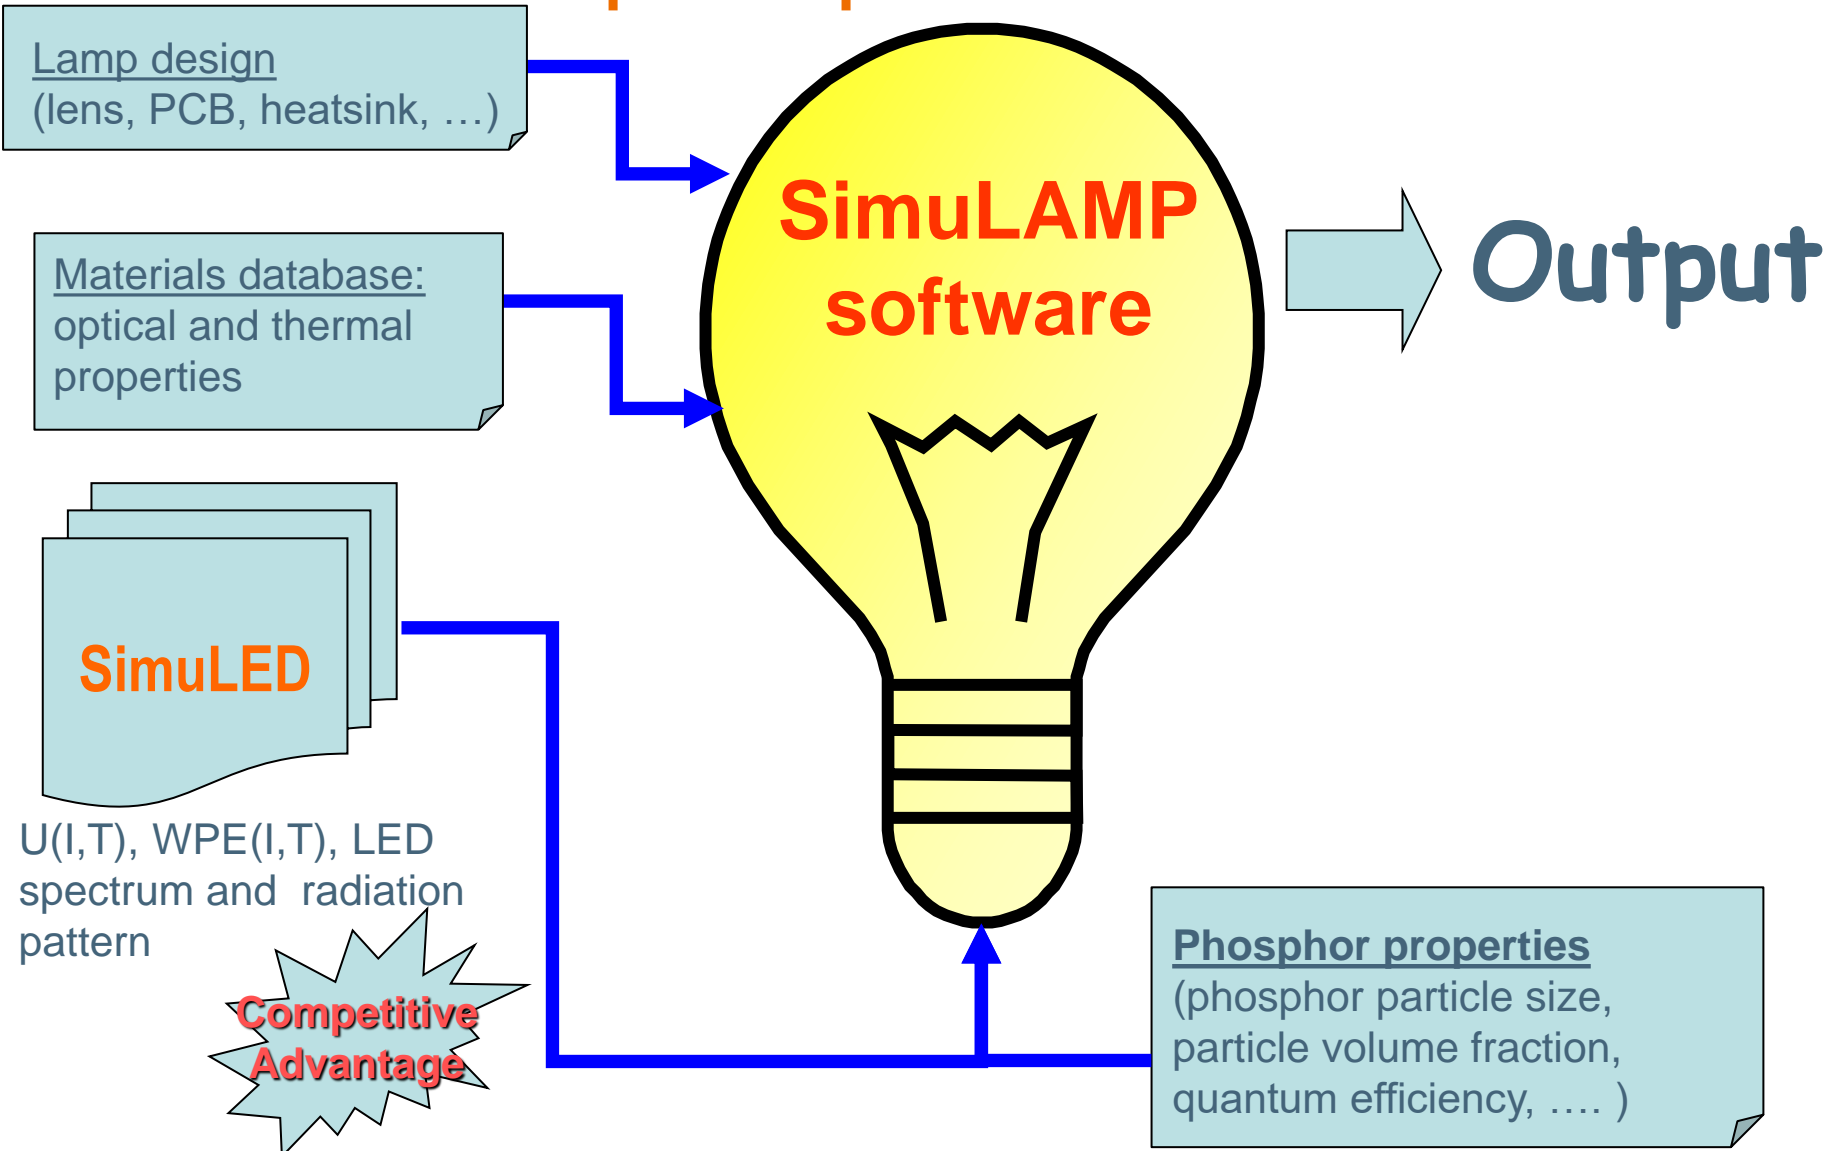 Lamp design
(lens, PCB, heatsink, …)
Materials database:
optical and thermal
properties
SimuLED
U(I,T), WPE(I,T), LED
spectrum and  radiation
pattern
Competitive
Advantage
SimuLAMP
software
Output
Phosphor properties
(phosphor particle size,
particle volume fraction,
quantum efficiency, …. )